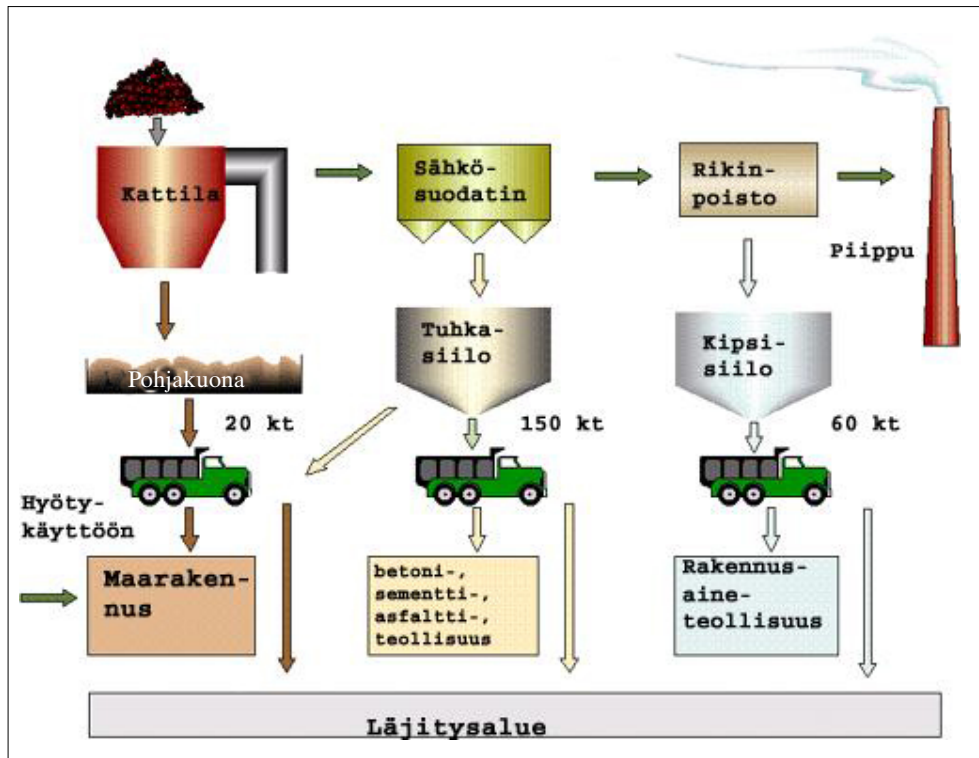 Kattila
Sähkö-
suodatin
Rikin-
poisto
Piippu
Pohjakuona
Tuhka-
siilo
Kipsi-
siilo
20 kt
150 kt
60 kt
Hyöty-
käyttöön
Maaraken-
nus
betoni-,
sementti-,
asfaltti-,
teollisuus
Rakennus-
aine-
teollisuus
Läjitysalue